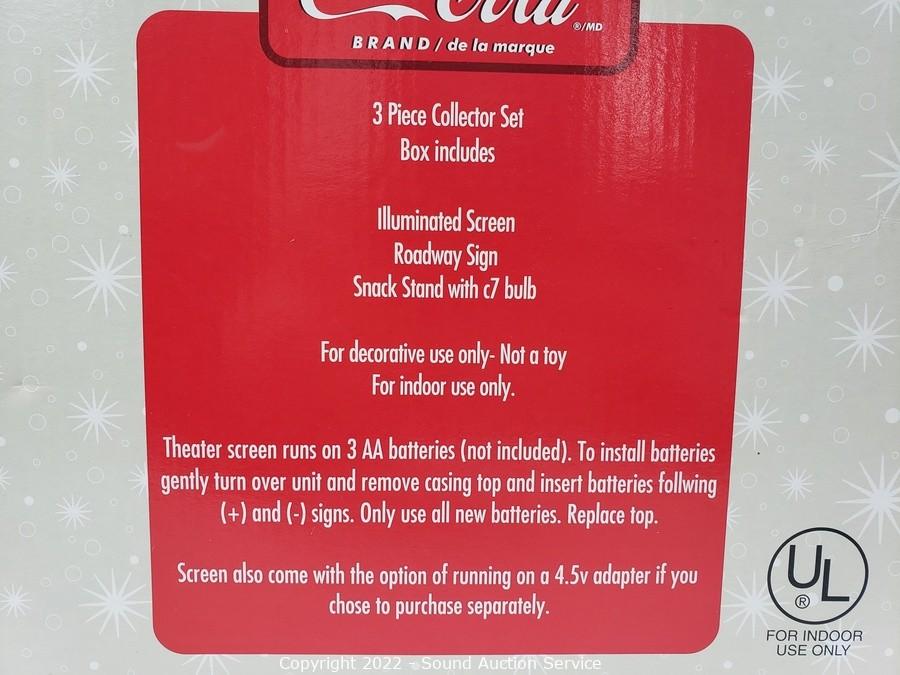 Cola ®/MD
BRAND / de la marque
3 Piece Collector Set
Box includes
Illuminated Screen
Roadway Sign
Snack Stand with c7 bulb
For decorative use only- Not a toy
For indoor use only.
Theater screen runs on 3 AA batteries (not included). To install batteries
gently turn over unit and remove casing top and insert batteries follwing
(+) and (-) signs. Only use all new batteries. Replace top.
Screen also come with the option of running on a 4.5v adapter if you
chose to purchase separately.
UL ®
FOR INDOOR
USE ONLY
Copyright 2022 - Sound Auction Service